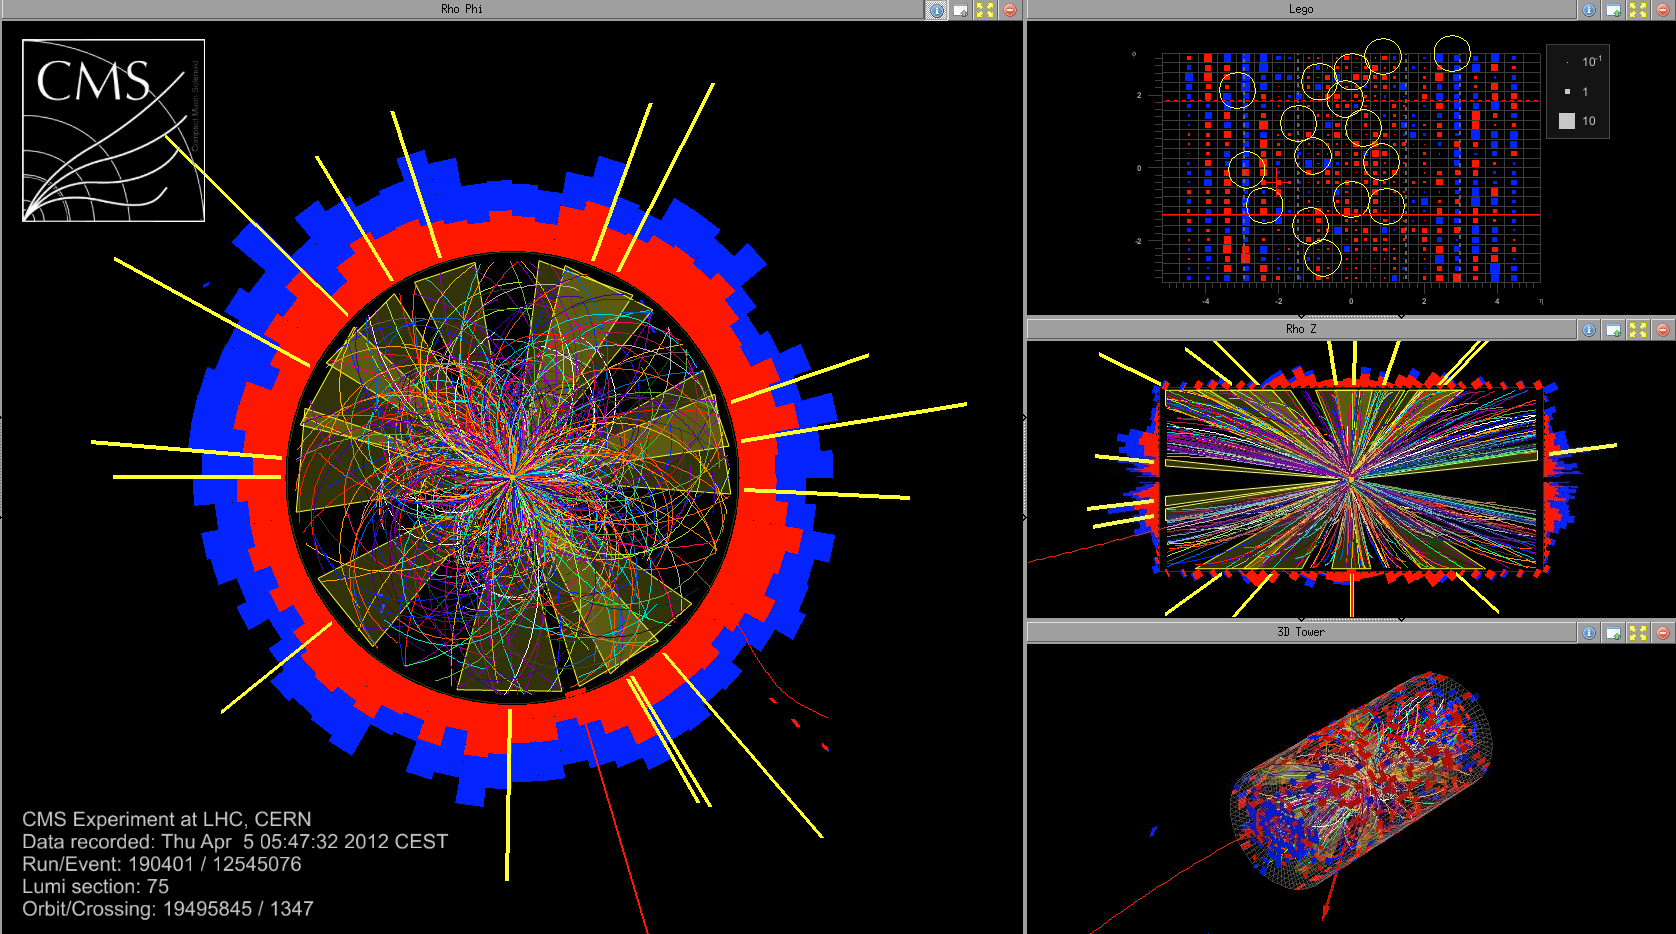 Rho Phi
CMS
Compact Muon Solenoid
CMS Experiment at LHC, CERN
Data recorded: Thu Apr 5 05:47:32 2012 CEST
Run/Event: 190401 / 12545076
Lumi section: 75
Orbit/Crossing: 19495845 / 1347
Lego
2
0
-2
-4
-2
0
2
4
η
10-1
1
10
Rho Z
3D Tower